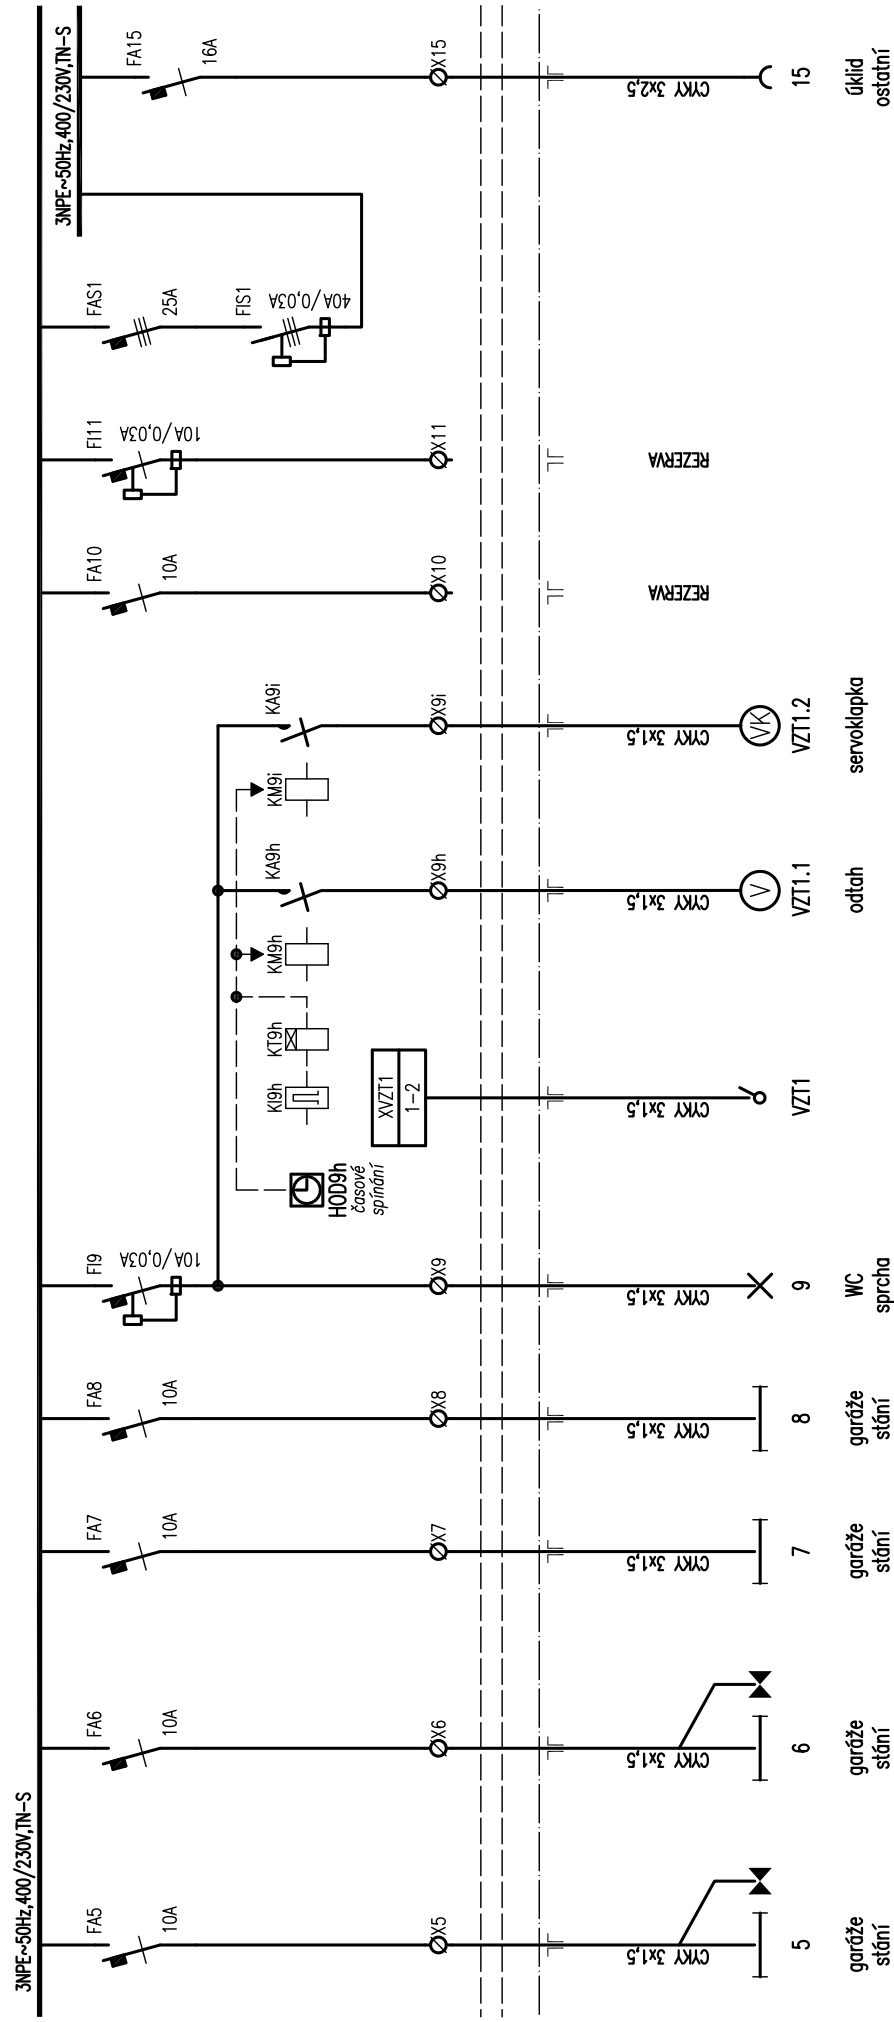 3NPE~50Hz,400/230V,TN-S
FA5
10A
X5
CYKY 3x1,5
5
garáže
stání
FA6
10A
X6
CYKY 3x1,5
6
garáže
stání
FA7
10A
X7
CYKY 3x1,5
7
garáže
stání
FA8
10A
X8
CYKY 3x1,5
8
garáže
stání
FI9
10A/0,03A
X9
CYKY 3x1,5
9
WC
sprcha
HOD9h
časové
spínání
KI9h
KT9h
XVZT1
1-2
CYKY 3x1,5
VZT1
KM9h
KA9h
X9h
CYKY 3x1,5
V
VZT1.1
odtah
KM9i
KA9i
X9i
CYKY 3x1,5
VK
VZT1.2
servoklapka
FA10
10A
X10
REZERVA
FI11
10A/0,03A
X11
REZERVA
FAS1
25A
FIS1
40A/0,03A
3NPE~50Hz,400/230V,TN-S
FA15
16A
X15
CYKY 3x2,5
15
úklid
ostatní